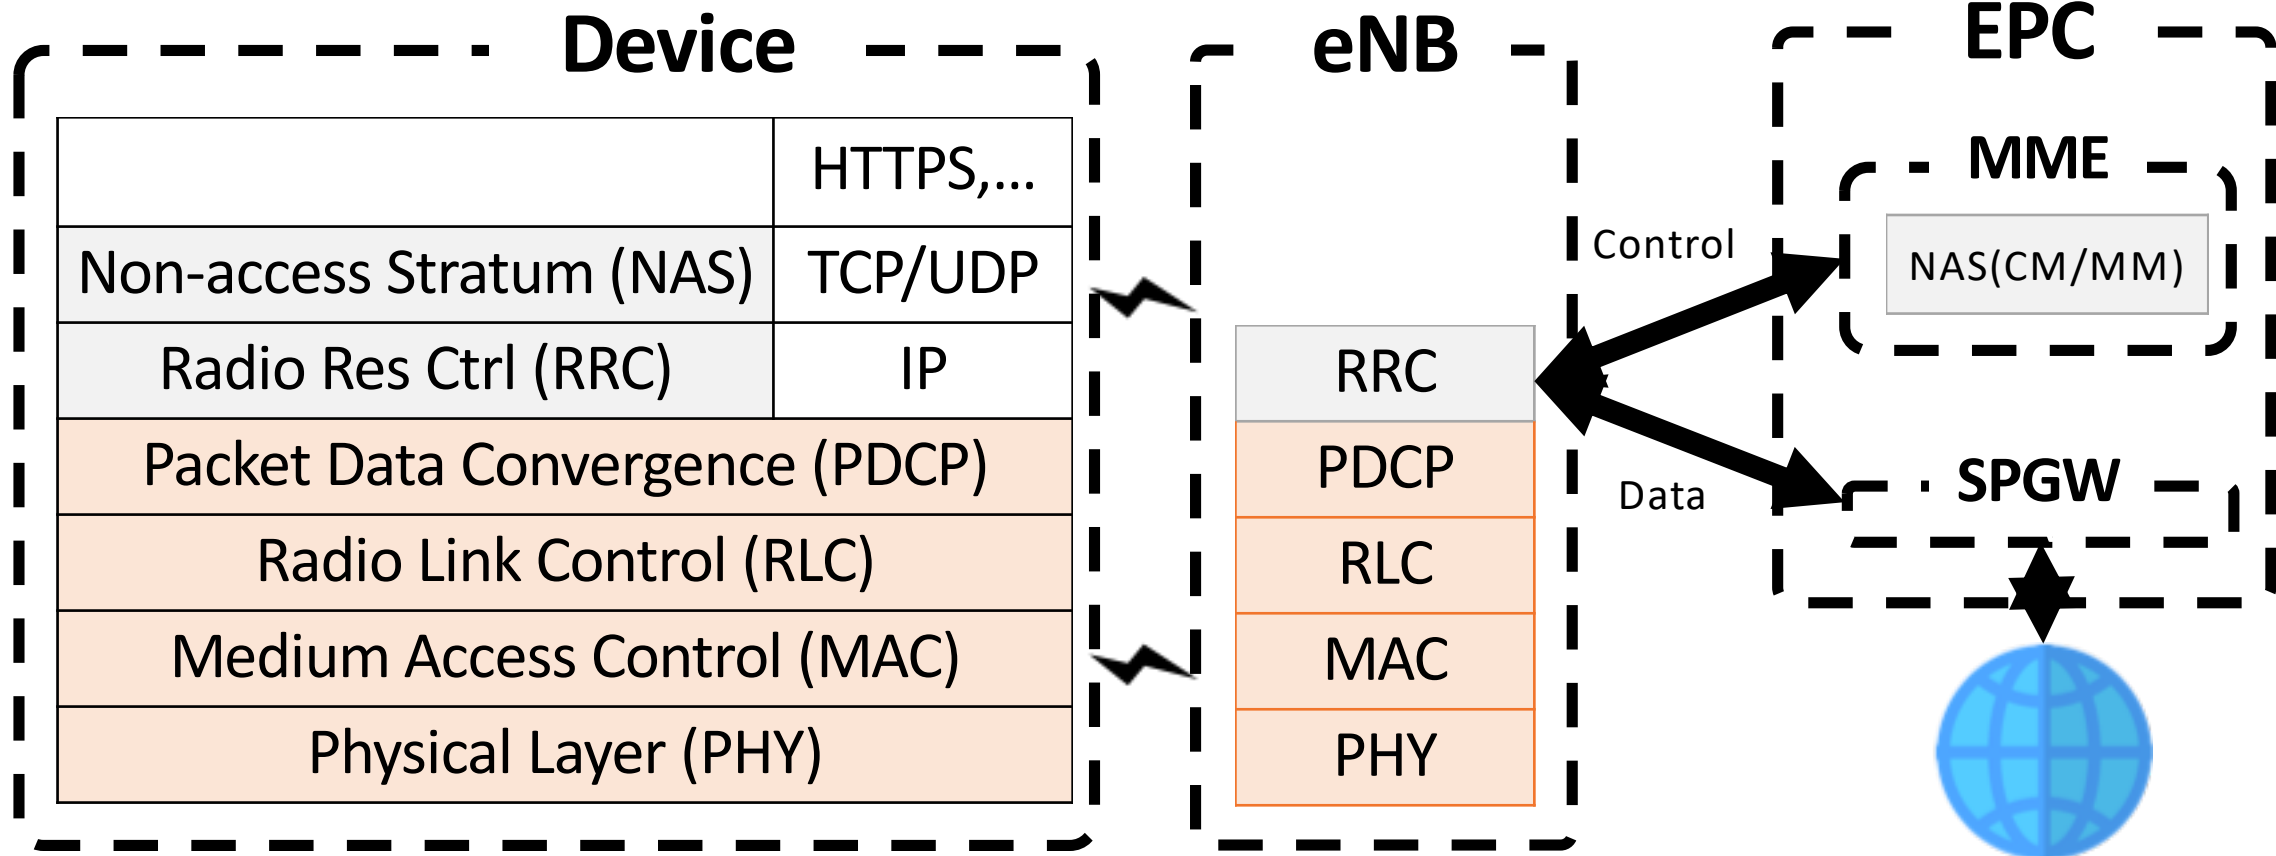 Device
HTTPS,...
Non-access Stratum (NAS)
TCP/UDP
Radio Res Ctrl (RRC)
IP
Packet Data Convergence (PDCP)
Radio Link Control (RLC)
Medium Access Control (MAC)
Physical Layer (PHY)
eNB
RRC
PDCP
RLC
MAC
PHY
Control
Data
EPC
MME
NAS(CM/MM)
SPGW